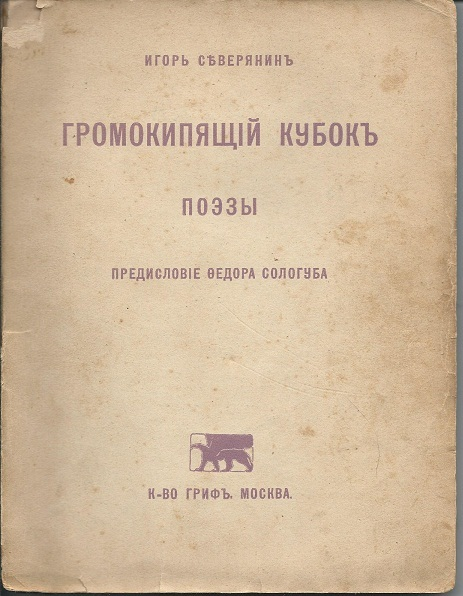 ИГОРЬ СѢВЕРЯНИНЪ
ГРОМОКИПЯЩІЙ КУБОКЪ
ПОЭЗЫ
ПРЕДИСЛОВІЕ ѲЕДОРА СОЛОГУБА
К-ВО ГРИФЪ. МОСКВА.